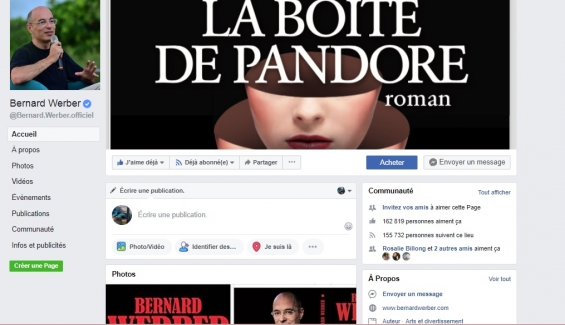 LA BOITE
DE PANDORE
roman
Bernard Werber
@Bernard.Werber.officiel
Accueil
À propos
Photos
Vidéos
Évènements
Publications
Communauté
Infos et publicités
Créer une Page
J'aime déjà
Déjà abonné(e)
Partager
Acheter
Envoyer un message
Écrire une publication.
Écrire une publication.
Photo/Vidéo
Identifier des...
Je suis là
Photos
BERNARD
Communauté
Tout afficher
Invitez vos amis à aimer cette Page
162 819 personnes aiment ça
155 732 personnes suivent ce lieu
Rosalie Billong et 2 autres amis aiment ça
À Propos
Voir tout
Envoyer un message
www.bernardwerber.com
Auteur · Arts et divertissement